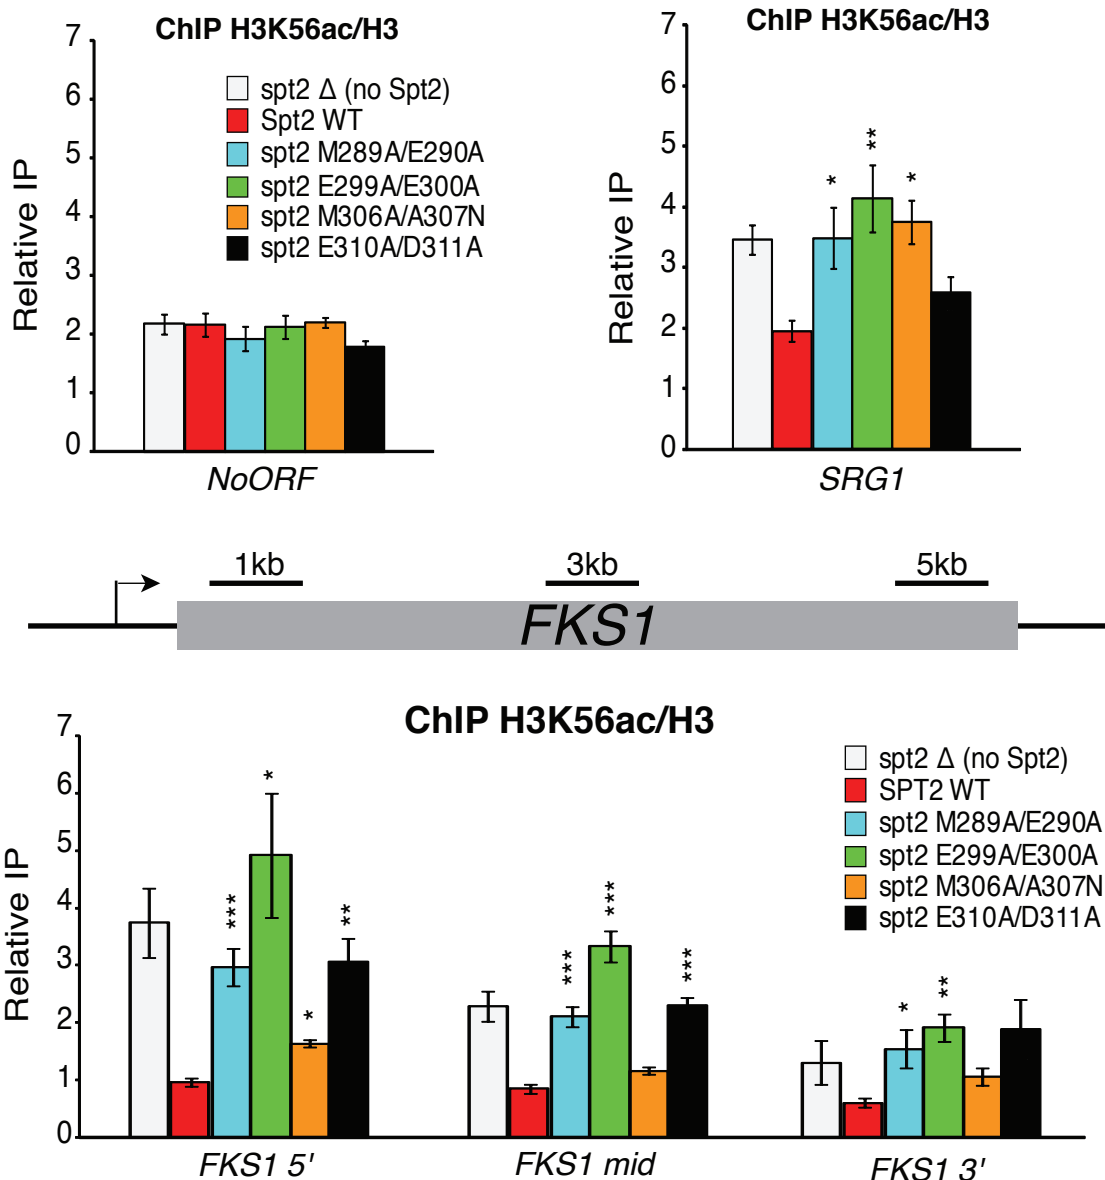 ChIP H3K56ac/H3
Relative IP
7
6
5
4
3
2
1
0
spt2 Δ (no Spt2)
Spt2 WT
spt2 M289A/E290A
spt2 E299A/E300A
spt2 M306A/A307N
spt2 E310A/D311A
NoORF
ChIP H3K56ac/H3
Relative IP
7
6
5
4
3
2
1
0
*
**
*
SRG1
1kb
3kb
5kb
FKS1
ChIP H3K56ac/H3
Relative IP
7
6
5
4
3
2
1
0
***
*
*
**
***
***
***
*
**
spt2 Δ (no Spt2)
SPT2 WT
spt2 M289A/E290A
spt2 E299A/E300A
spt2 M306A/A307N
spt2 E310A/D311A
FKS1 5'
FKS1 mid
FKS1 3'